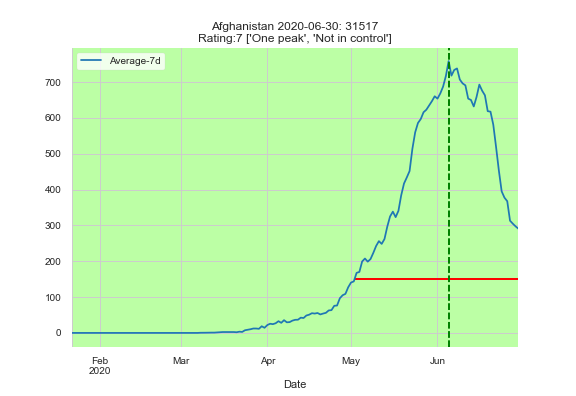 Afghanistan 2020-06-30: 31517
Rating:7 ['One peak', 'Not in control']
Average-7d
700
600
500
400
300
200
100
0
Feb Mar Apr May Jun
2020
Date